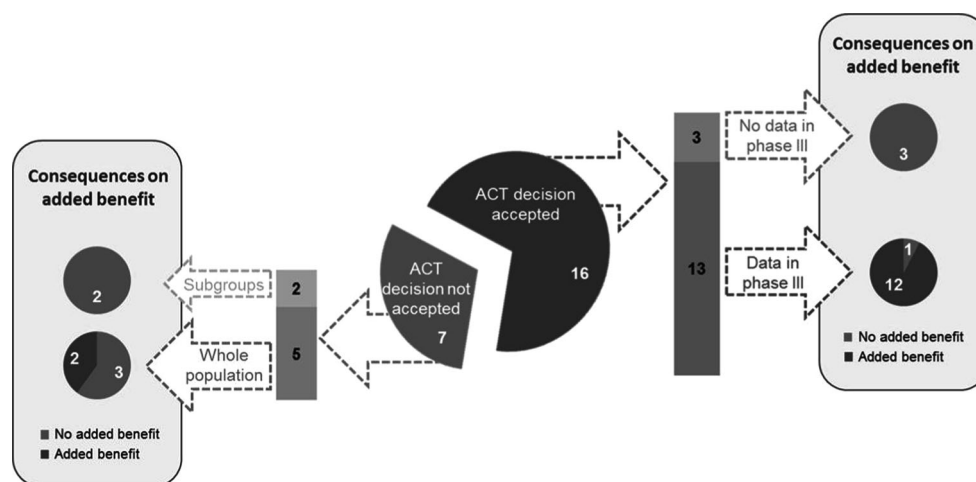 Consequences on
added benefit
2
2
3
No added benefit
Added benefit
Subgroups
Whole
population
2
5
ACT
decision not
accepted
7
ACT decision
accepted
16
3
13
No data in
phase III
Data in
phase III
Consequences on
added benefit
3
1
12
No added benefit
Added benefit